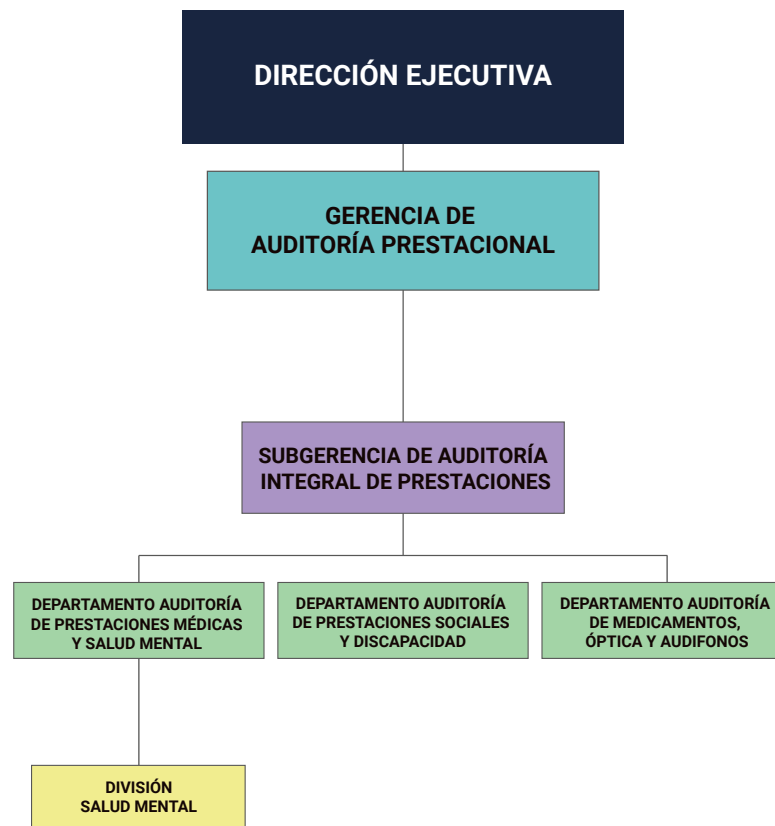 DIRECCIÓN EJECUTIVA
GERENCIA DE
AUDITORÍA PRESTACIONAL
SUBGERENCIA DE AUDITORÍA
INTEGRAL DE PRESTACIONES
DEPARTAMENTO AUDITORÍA
DE PRESTACIONES MÉDICAS
Y SALUD MENTAL
DEPARTAMENTO AUDITORÍA
DE PRESTACIONES SOCIALES
Y DISCAPACIDAD
DEPARTAMENTO AUDITORÍA
DE MEDICAMENTOS,
ÓPTICA Y AUDIFONOS
DIVISIÓN
SALUD MENTAL